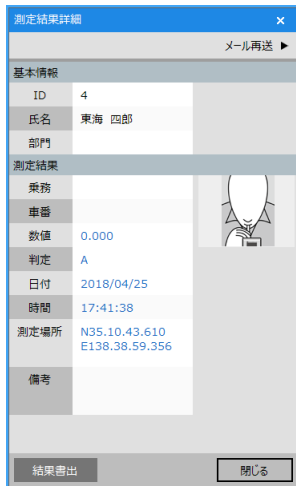 測定結果詳細 ×
メール再送 ▶
基本情報
ID 4
氏名 東海 四郎
部門
測定結果
乗務
車番
数値 0.000
判定 A
日付 2018/04/25
時間 17:41:38
測定場所 N35.10.43.610
E138.38.59.356
備考
結果書出 閉じる